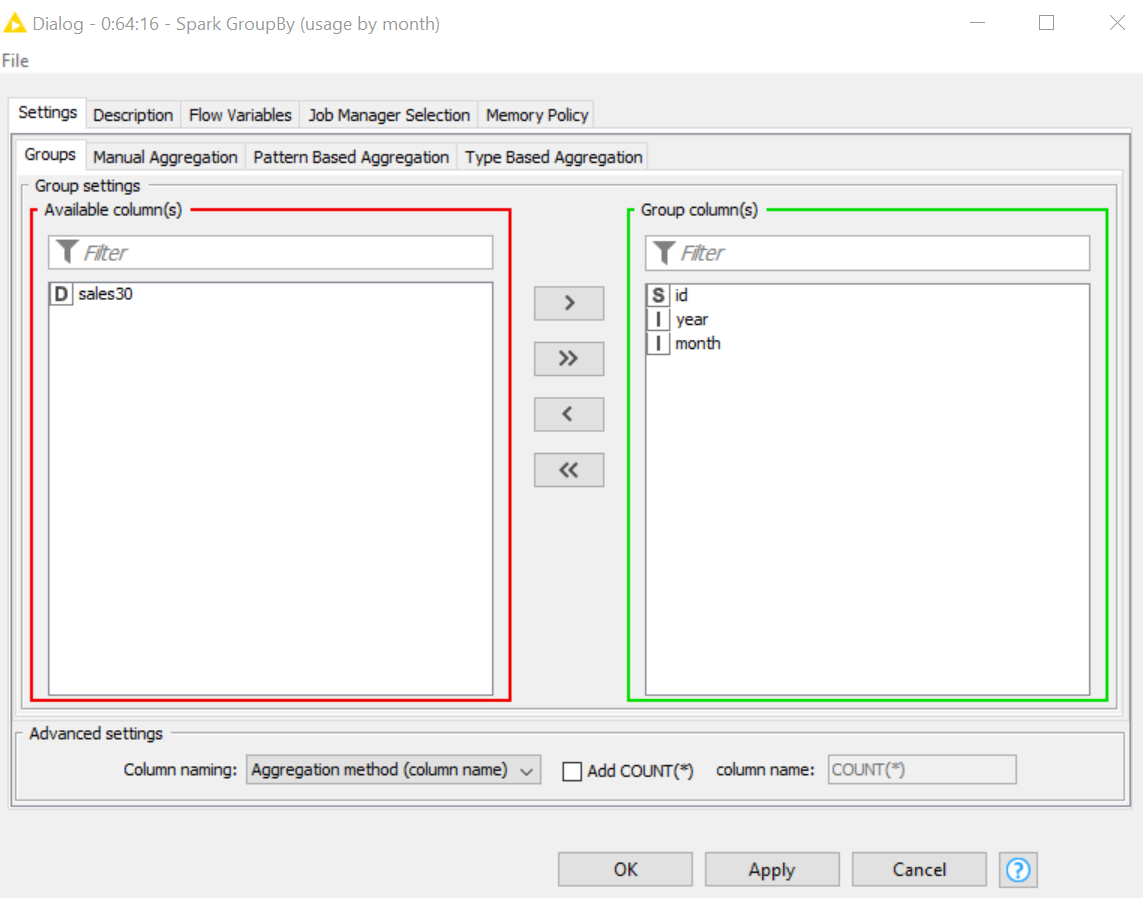 Dialog - 0:64:16 - Spark GroupBy (usage by month)
File
Settings Description Flow Variables Job Manager Selection Memory Policy
Groups Manual Aggregation Pattern Based Aggregation Type Based Aggregation
Group settings
Available column(s) Group column(s)
Filter Filter
D sales30
S id
I year
I month
>
>>
<
<<
Advanced settings
Column naming: Aggregation method (column name) Add COUNT(*) column name: COUNT(*)
OK Apply Cancel ?